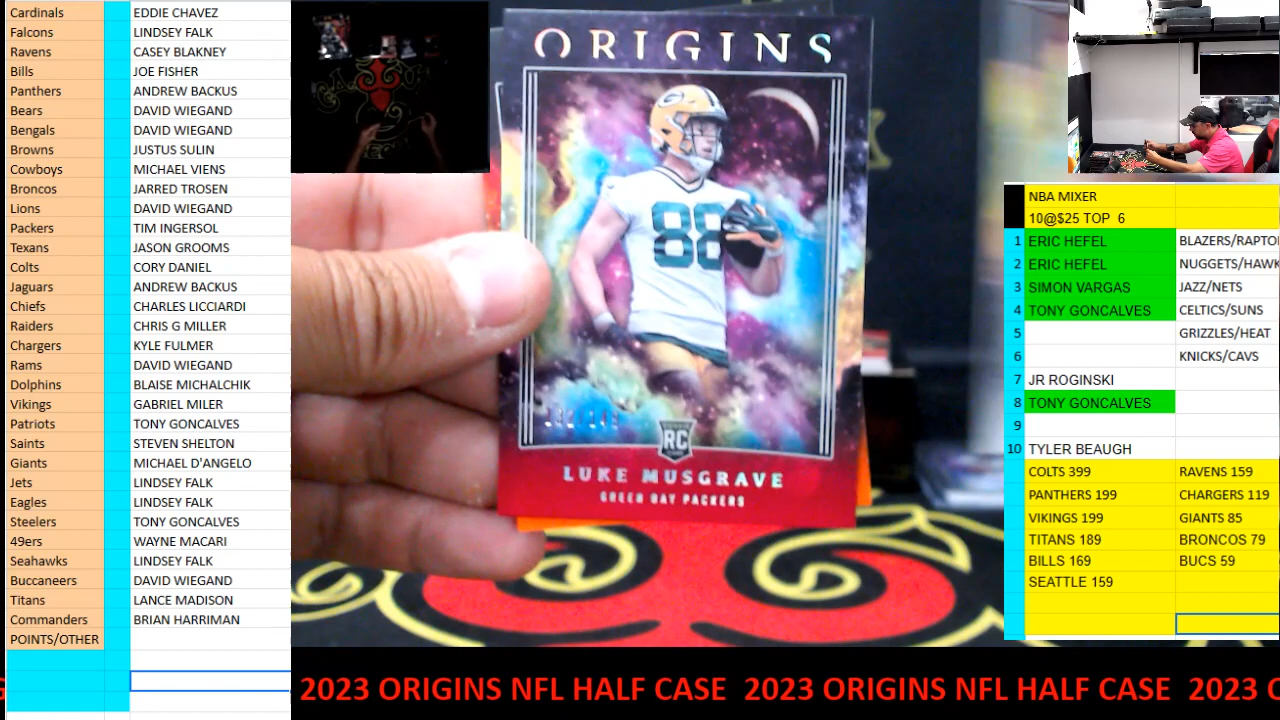 Cardinals EDDIE CHAVEZ
Falcons LINDSEY FALK
Ravens CASEY BLAKNEY
Bills JOE FISHER
Panthers ANDREW BACKUS
Bears DAVID WIEGAND
Bengals DAVID WIEGAND
Browns JUSTUS SULIN
Cowboys MICHAEL VIENS
Broncos JARRED TROSEN
Lions DAVID WIEGAND
Packers TIM INGERSOL
Texans JASON GROOMS
Colts CORY DANIEL
Jaguars ANDREW BACKUS
Chiefs CHARLES LICCIARDI
Raiders CHRIS G MILLER
Chargers KYLE FULMER
Rams DAVID WIEGAND
Dolphins BLAISE MICHALCHIK
Vikings GABRIEL MILER
Patriots TONY GONCALVES
Saints STEVEN SHELTON
Giants MICHAEL D'ANGELO
Jets LINDSEY FALK
Eagles LINDSEY FALK
Steelers TONY GONCALVES
49ers WAYNE MACARI
Seahawks LINDSEY FALK
Buccaneers DAVID WIEGAND
Titans LANCE MADISON
Commanders BRIAN HARRIMAN
POINTS/OTHER
ORIGINS
G
88
RC
LUKE MUSGRAVE
GREEN BAY PACKERS
NBA MIXER
10@$25 TOP 6
1 ERIC HEFEL BLAZERS/RAPTO
2 ERIC HEFEL NUGGETS/HAWK
3 SIMON VARGAS JAZZ/NETS
4 TONY GONCALVES CELTICS/SUNS
5 GRIZZLES/HEAT
6 KNICKS/CAVS
7 JR ROGINSKI
8 TONY GONCALVES
9
10 TYLER BEAUGH
COLTS 399 RAVENS 159
PANTHERS 199 CHARGERS 119
VIKINGS 199 GIANTS 85
TITANS 189 BRONCOS 79
BILLS 169 BUCS 59
SEATTLE 159
2023 ORIGINS NFL HALF CASE 2023 ORIGINS NFL HALF CASE 2023